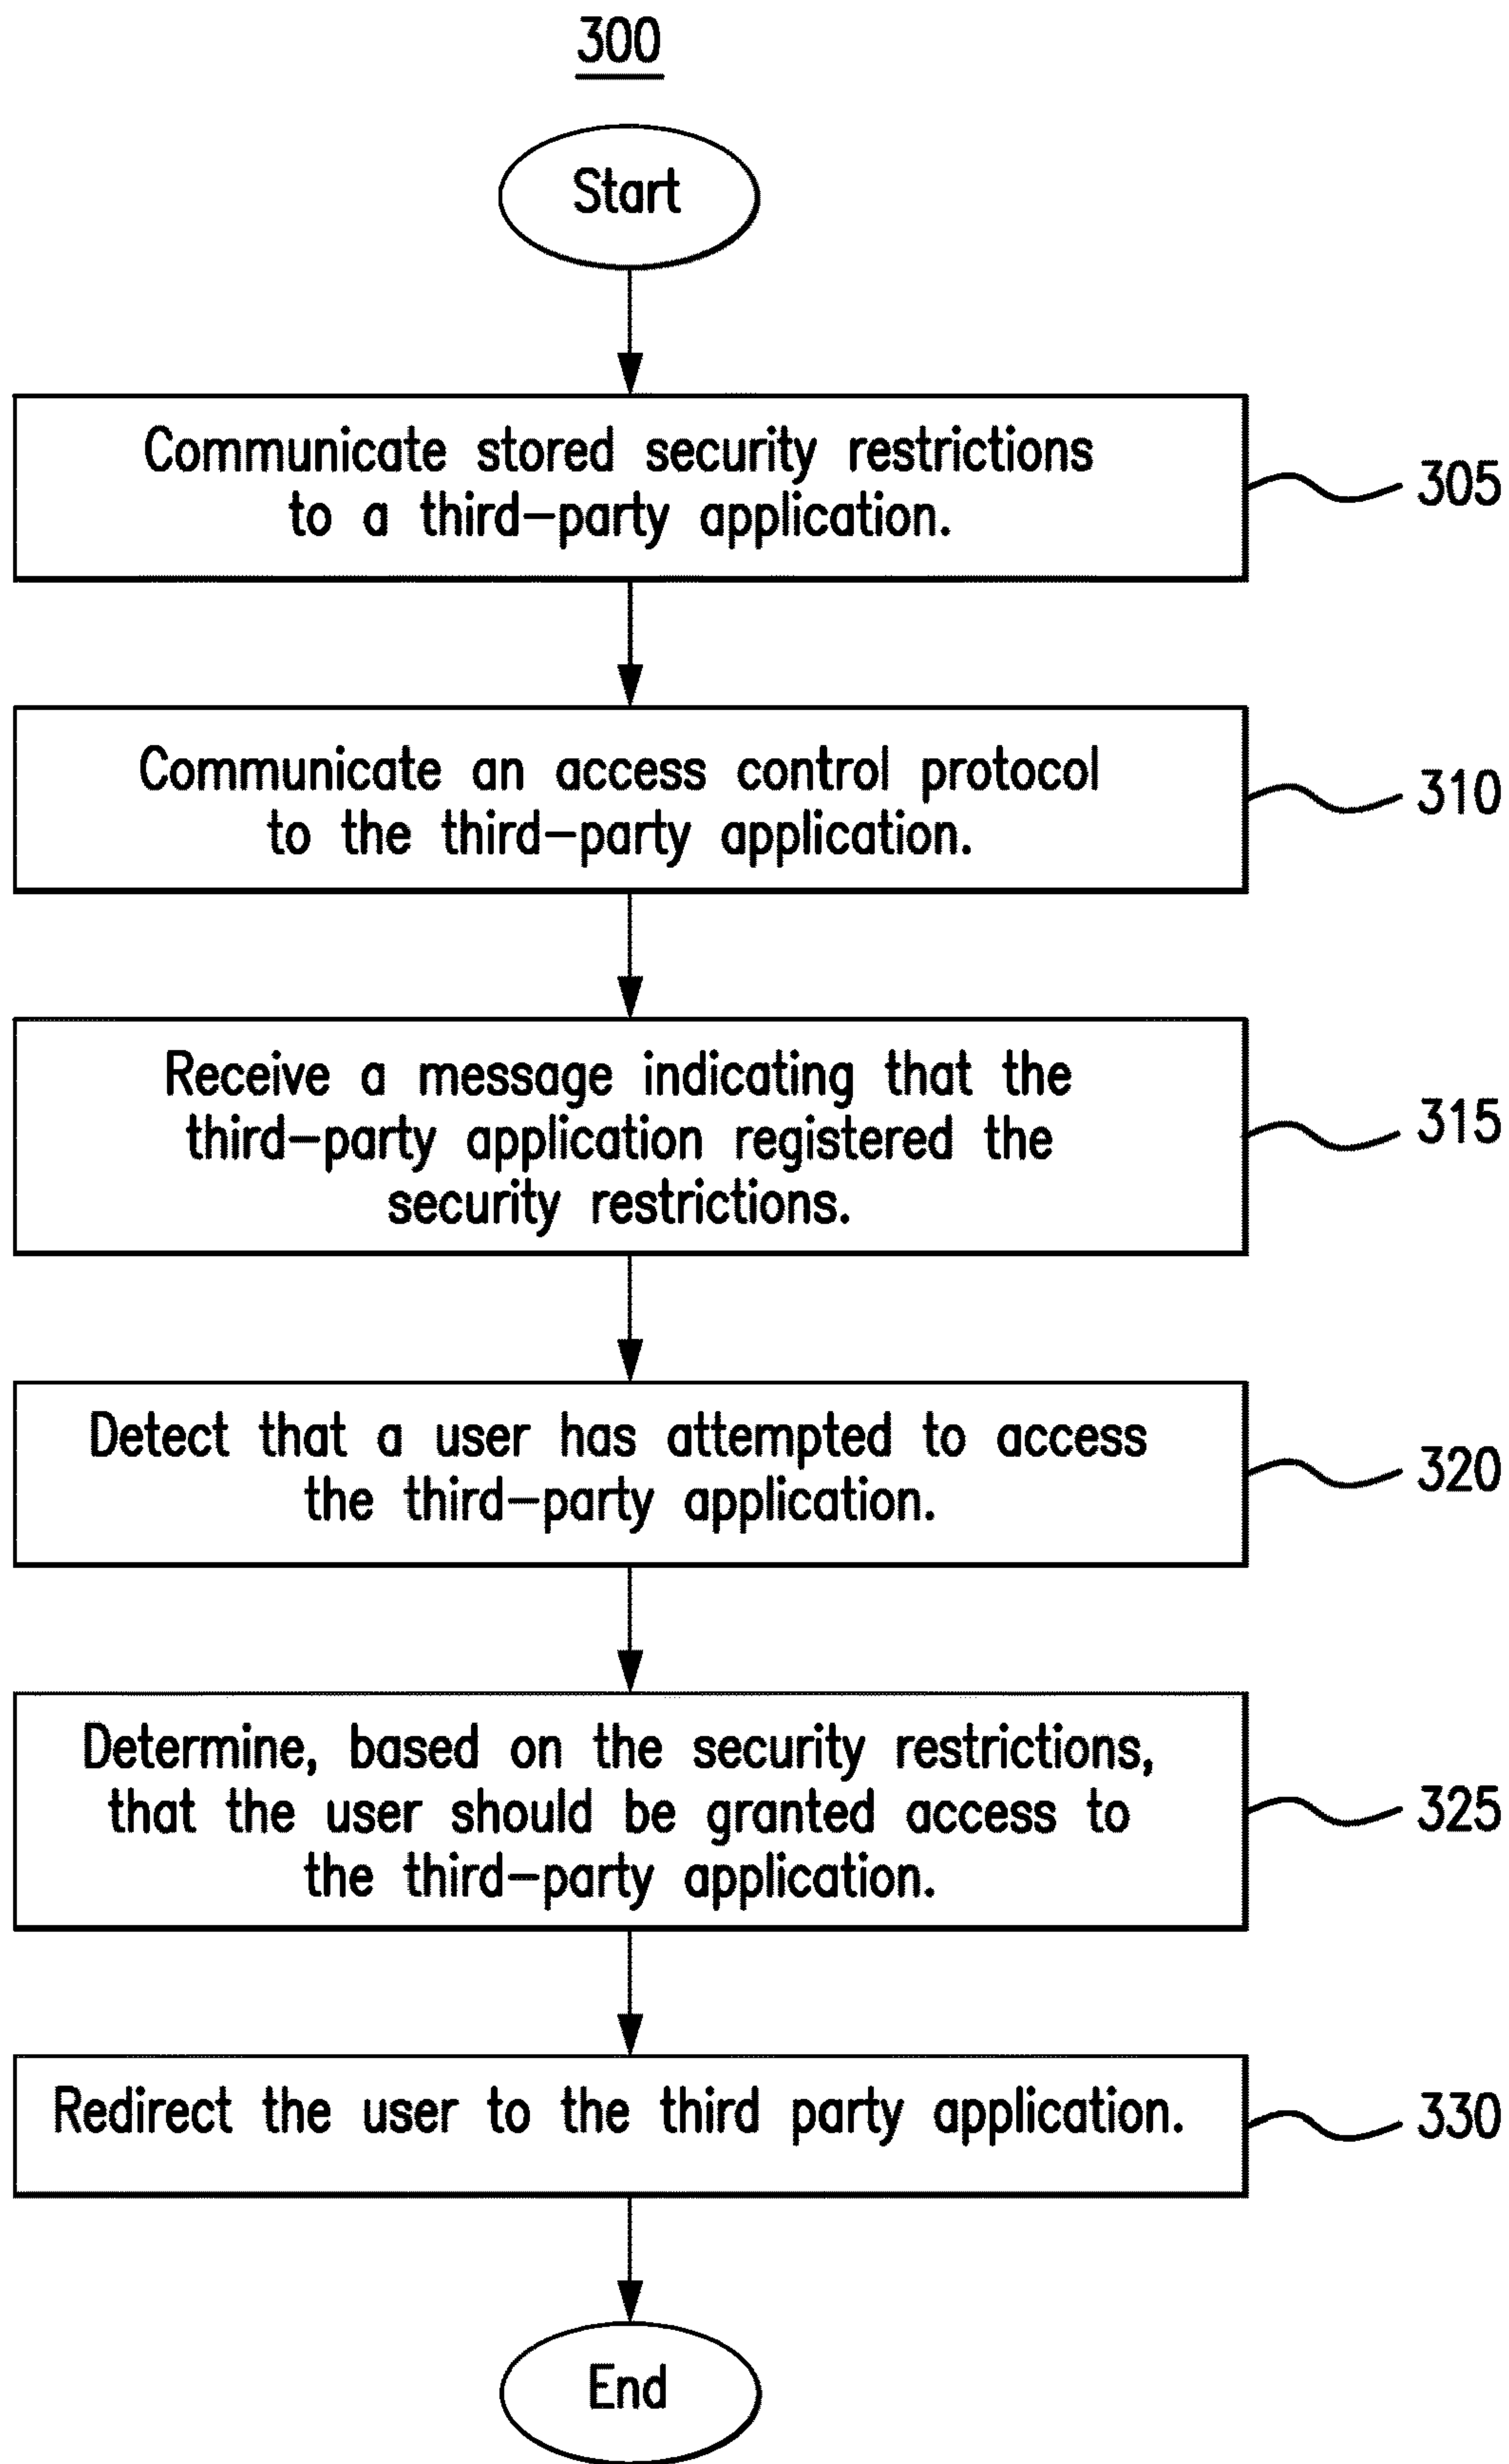 300
Start
Communicate stored security restrictions
to a third-party application.
305
Communicate an access control protocol
to the third-party application.
310
Receive a message indicating that the
third-party application registered the
security restrictions.
315
Detect that a user has attempted to access
the third-party application.
320
Determine, based on the security restrictions,
that the user should be granted access to
the third-party application.
325
Redirect the user to the third party application.
330
End